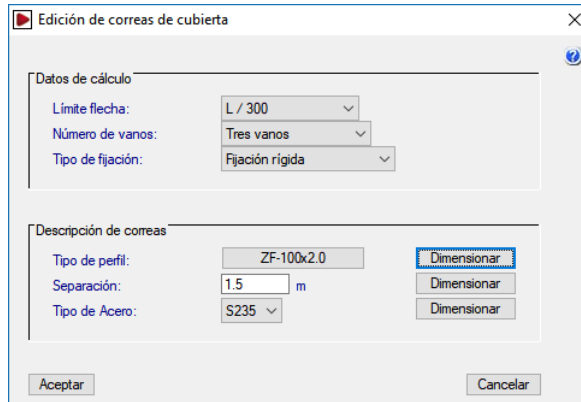 Edición de correas de cubierta
Datos de cálculo
Límite flecha: L / 300
Número de vanos: Tres vanos
Tipo de fijación: Fijación rígida
Descripción de correas
Tipo de perfil: ZF-100x2.0 Dimensionar
Separación: 1.5 m Dimensionar
Tipo de Acero: S235 Dimensionar
Aceptar Cancelar